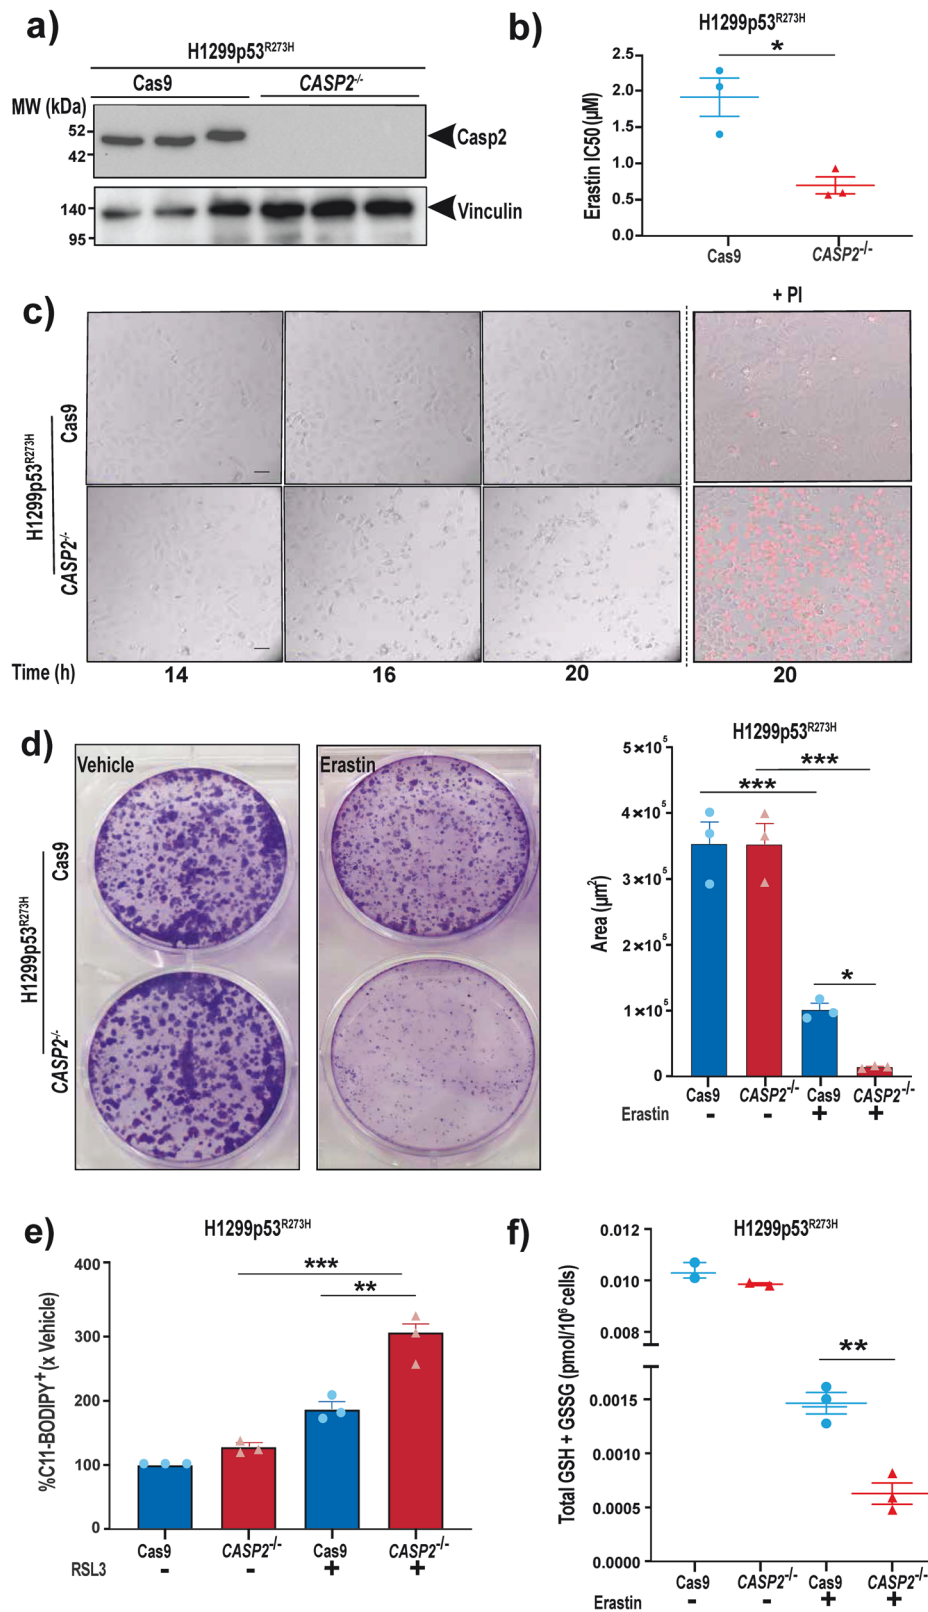 a)
H1299p53R273H
Cas9 CASP2-/-
MW (kDa)
52
42
Casp2
140
95
Vinculin
b)
H1299p53R273H
*
Erastin IC50 (µM)
2.5
2.0
1.5
1.0
0.5
0.0
Cas9 CASP2-/-
c)
+ PI
H1299p53R273H
Cas9
CASP2-/-
Time (h) 14 16 20 20
d)
Vehicle
Erastin
H1299p53R273H
Cas9
CASP2-/-
H1299p53R273H
***
***
*
Area (µm2)
5×105
4×105
3×105
2×105
1×105
0
Cas9 CASP2-/- Cas9 CASP2-/-
Erastin - - + +
e)
H1299p53R273H
***
**
%C11-BODIPY+ (x Vehicle)
400
300
200
100
0
Cas9 CASP2-/- Cas9 CASP2-/-
RSL3 - - + +
f)
H1299p53R273H
**
Total GSH + GSSG (pmol/106 cells)
0.012
0.010
0.008
0.0015
0.0010
0.0005
0.0000
Cas9 CASP2-/- Cas9 CASP2-/-
Erastin - - + +